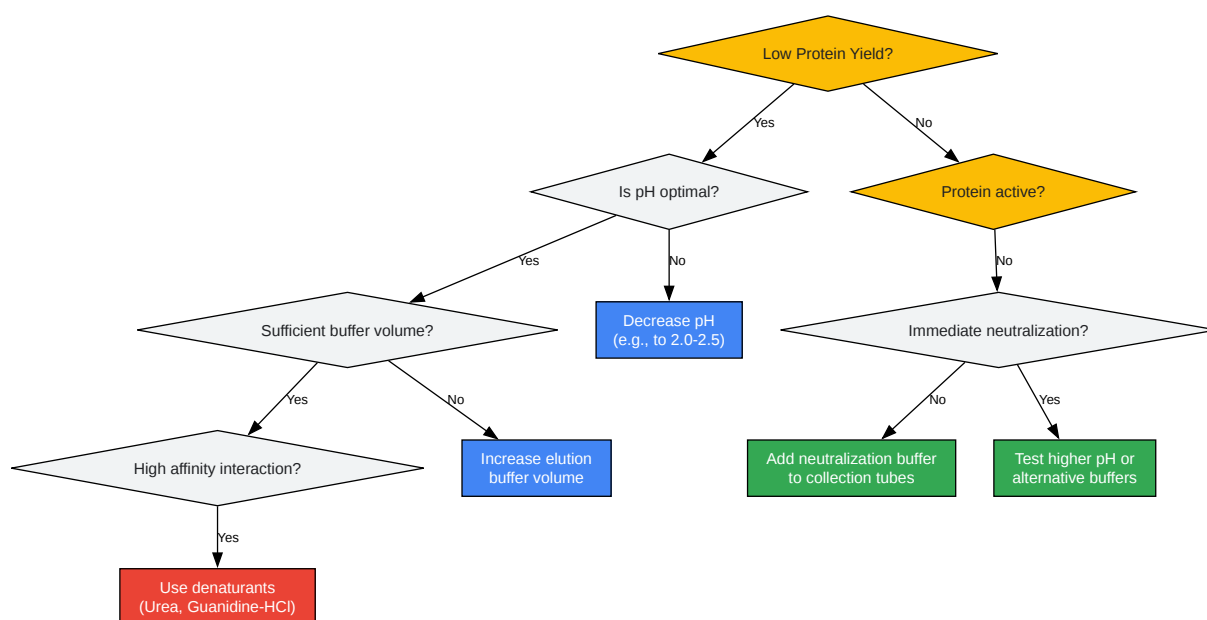 Low Protein Yield?
Yes
No
Is pH optimal?
Protein active?
Yes
No
No
Sufficient buffer volume?
Decrease pH
(e.g., to 2.0-2.5)
Immediate neutralization?
Yes
No
No
Yes
High affinity interaction?
Increase elution
buffer volume
Add neutralization buffer
to collection tubes
Test higher pH or
alternative buffers
Yes
Use denaturants
(Urea, Guanidine-HCl)